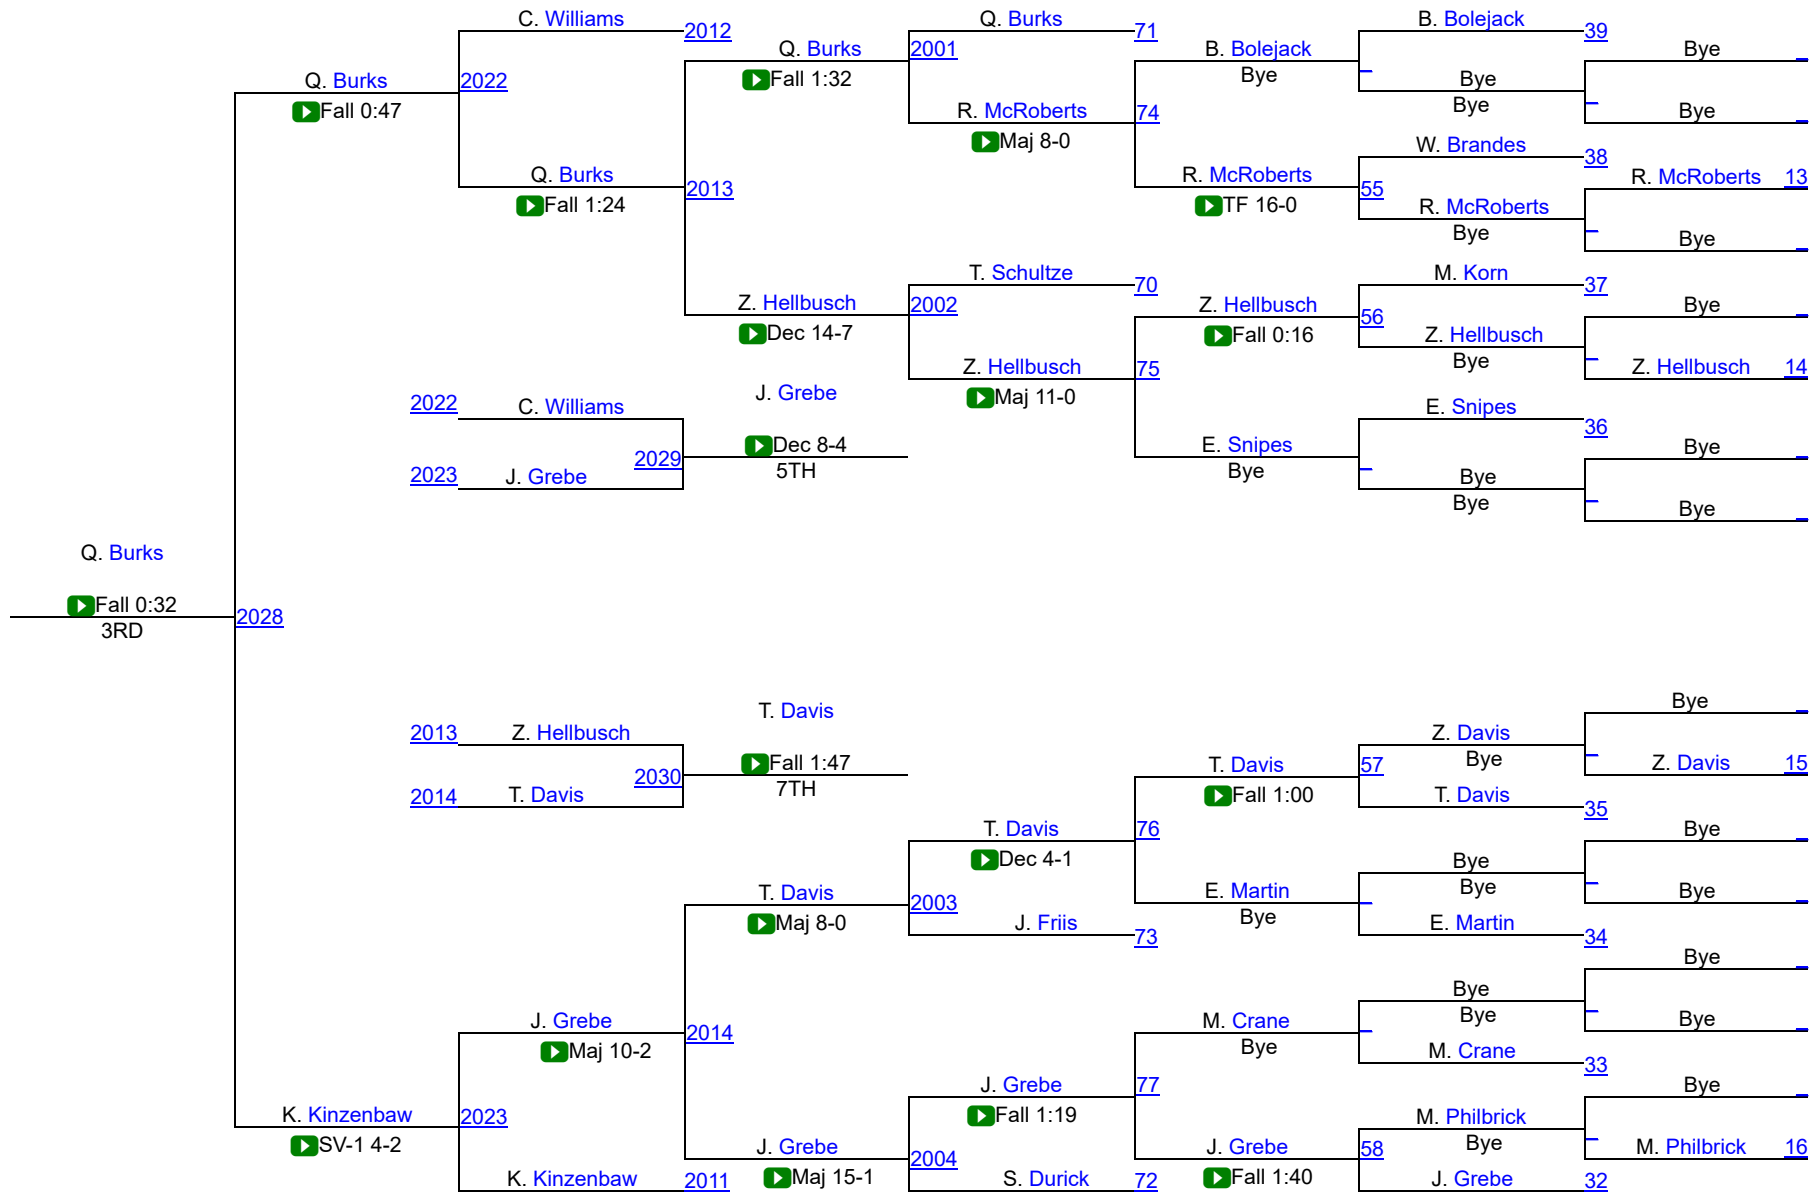 C. Williams
2012
Q. Burks
71
B. Bolejack
39
Q. Burks
Fall 1:32
2001
B. Bolejack
Bye
Bye
Q. Burks
Fall 0:47
2022
Bye
Bye
Bye
R. McRoberts
Maj 8-0
74
W. Brandes
38
Q. Burks
Fall 1:24
2013
R. McRoberts
TF 16-0
55
R. McRoberts
13
R. McRoberts
Bye
Bye
T. Schultze
70
M. Korn
37
Z. Hellbusch
Dec 14-7
2002
Z. Hellbusch
Fall 0:16
56
Bye
Z. Hellbusch
Bye
Z. Hellbusch
Maj 11-0
75
Z. Hellbusch
14
J. Grebe
2022
C. Williams
E. Snipes
36
Dec 8-4
5TH
2029
E. Snipes
Bye
Bye
2023
J. Grebe
Bye
Bye
Bye
Q. Burks
Fall 0:32
3RD
2028
T. Davis
Bye
2013
Z. Hellbusch
Z. Davis
Bye
Fall 1:47
7TH
2030
T. Davis
Fall 1:00
57
Z. Davis
15
2014
T. Davis
T. Davis
35
T. Davis
Dec 4-1
76
Bye
Bye
Bye
T. Davis
Maj 8-0
2003
E. Martin
Bye
Bye
J. Friis
73
E. Martin
34
Bye
Bye
Bye
J. Grebe
Maj 10-2
2014
M. Crane
Bye
Bye
M. Crane
33
J. Grebe
Fall 1:19
77
Bye
K. Kinzenbaw
SV-1 4-2
2023
M. Philbrick
Bye
J. Grebe
Maj 15-1
2004
J. Grebe
Fall 1:40
58
M. Philbrick
16
K. Kinzenbaw
2011
S. Durick
72
J. Grebe
32